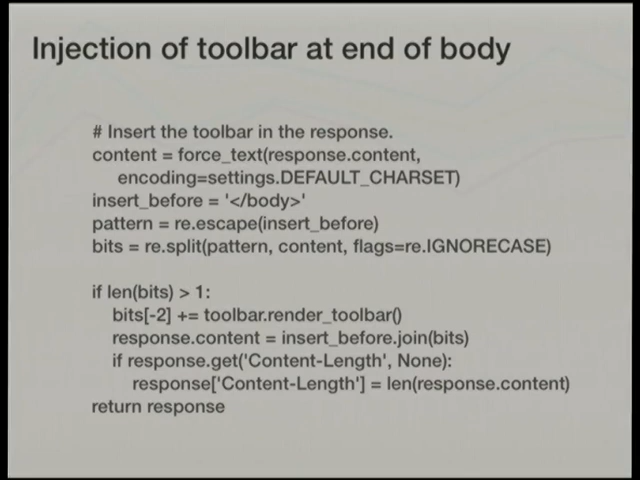 Injection of toolbar at end of body
# Insert the toolbar in the response.
content = force_text(response.content,
encoding=settings.DEFAULT_CHARSET)
insert_before = '</body>'
pattern = re.escape(insert_before)
bits = re.split(pattern, content, flags=re.IGNORECASE)
if len(bits) > 1:
bits[-2] += toolbar.render_toolbar()
response.content = insert_before.join(bits)
if response.get('Content-Length', None):
response['Content-Length'] = len(response.content)
return response